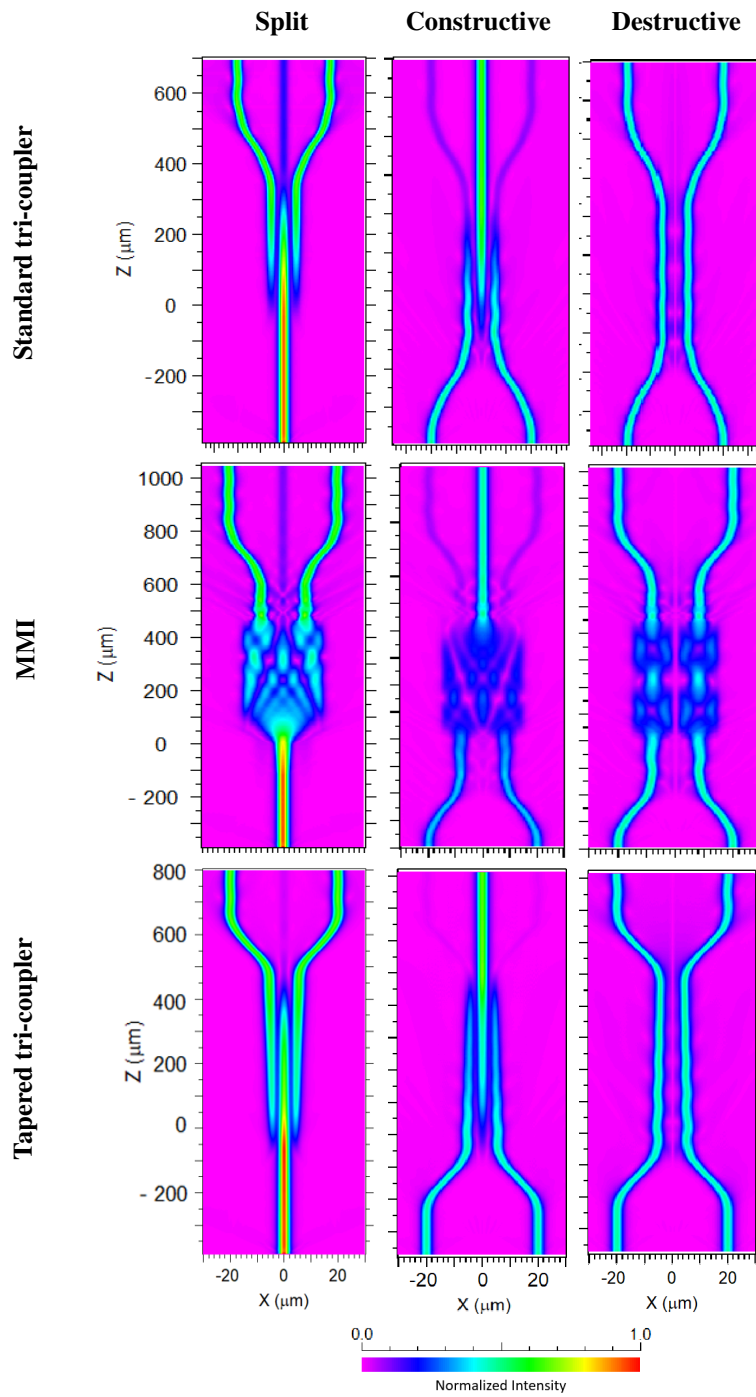 Split Constructive Destructive
Standard tri-coupler
Z (μm)
600
400
200
0
-200
MMI
Z (μm)
1000
800
600
400
200
0
- 200
Tapered tri-coupler
Z (μm)
800
600
400
200
0
- 200
-20 0 20 -20 0 20 -20 0 20
X (μm) X (μm) X (μm)
0.0 1.0
Normalized Intensity